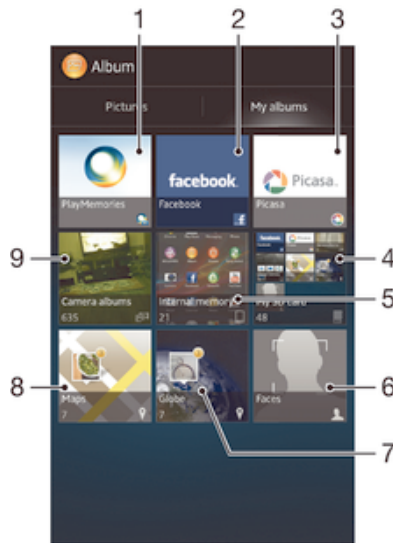 1 2 3
Album
Pictures My albums
facebook. Picasa.
PlayMemories Facebook Picasa
9 4
Camera albums Internal memory My SD card
5
635 21 48
8 6
Maps Globe Faces
7 7
7